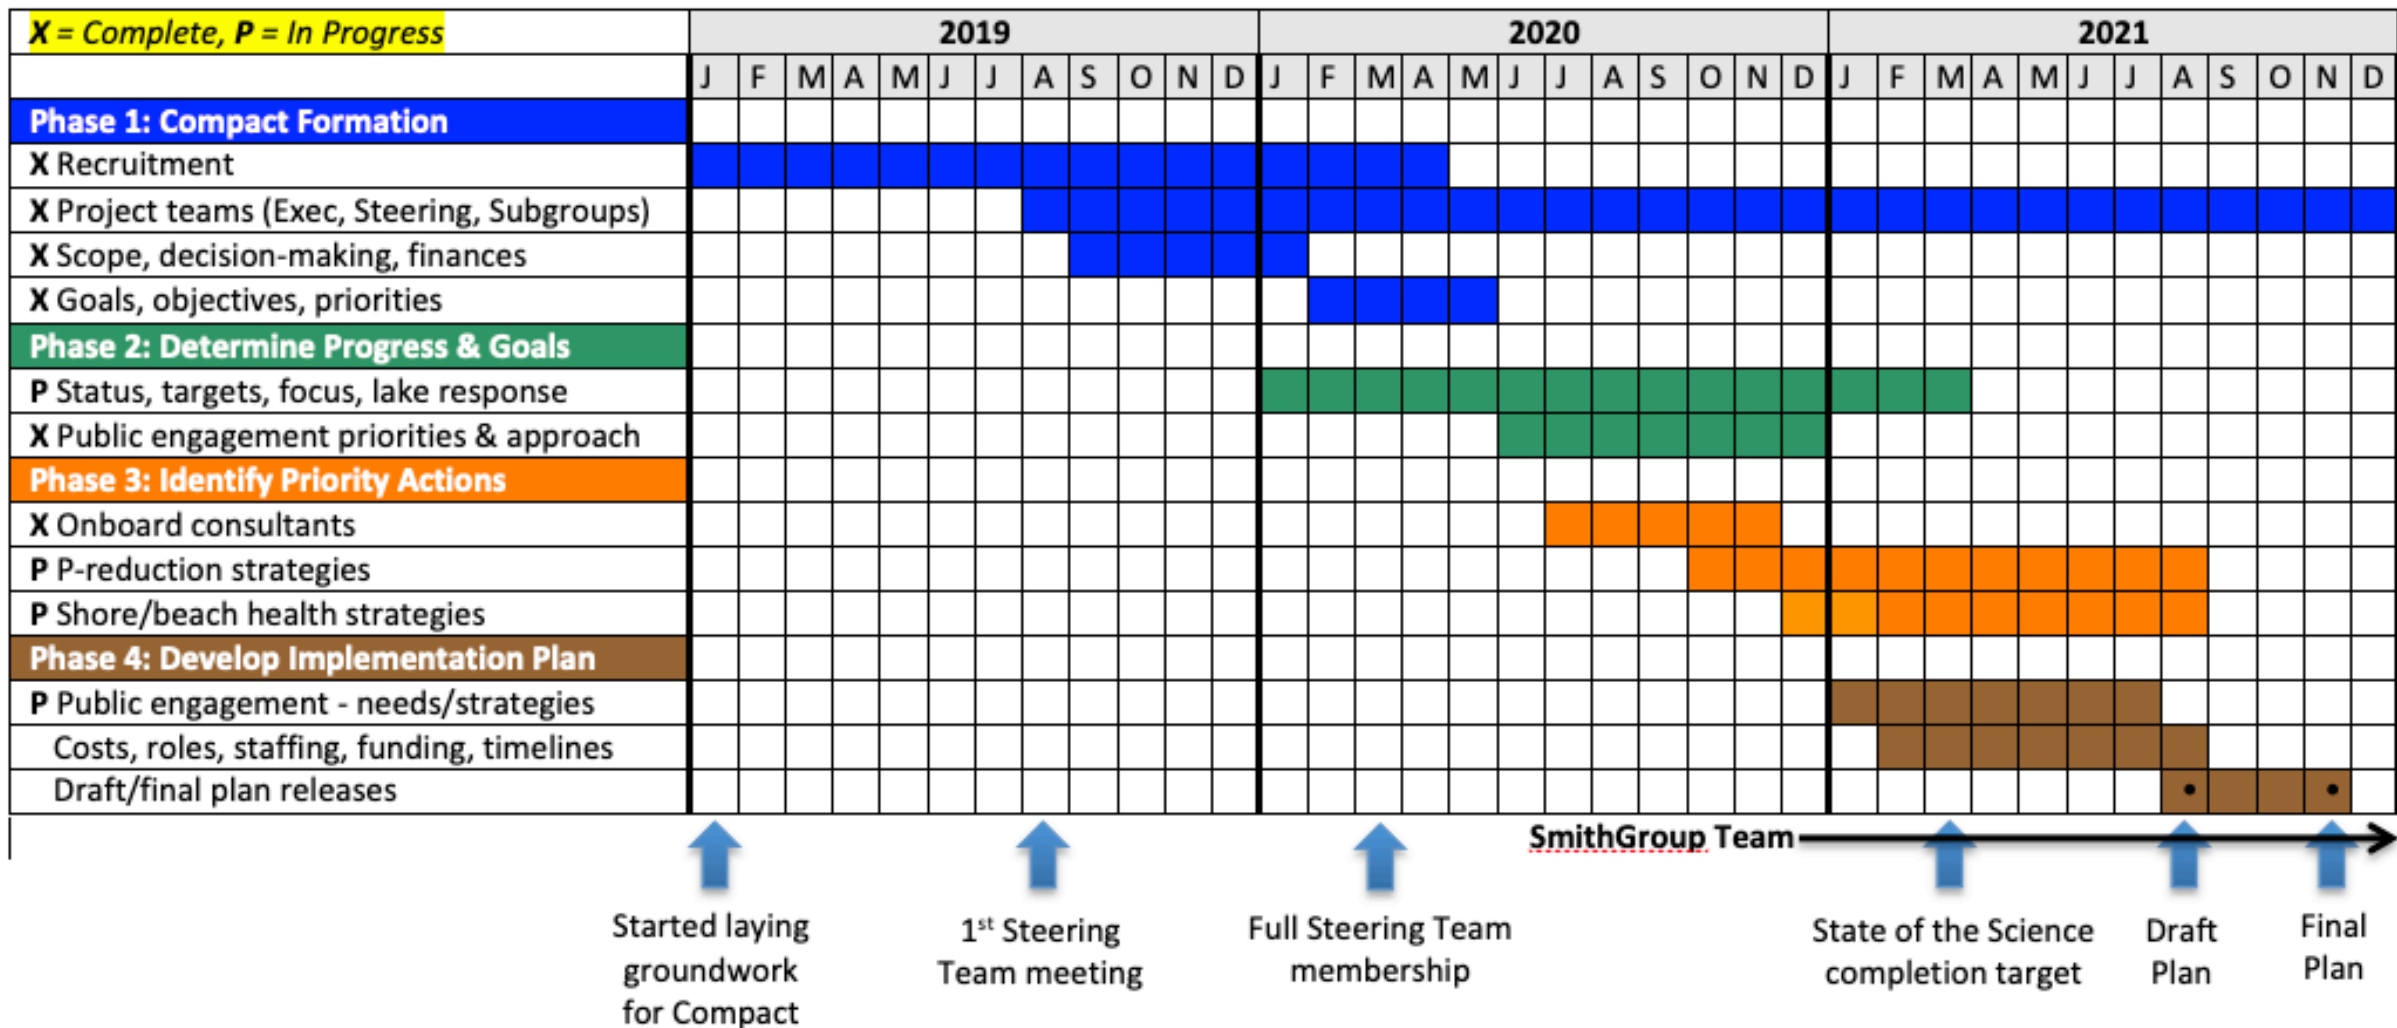 X = Complete, P = In Progress 2019 2020 2021
J F M A M J J A S O N D J F M A M J J A S O N D J F M A M J J A S O N D
Phase 1: Compact Formation
X Recruitment
X Project teams (Exec, Steering, Subgroups)
X Scope, decision-making, finances
X Goals, objectives, priorities
Phase 2: Determine Progress & Goals
P Status, targets, focus, lake response
X Public engagement priorities & approach
Phase 3: Identify Priority Actions
X Onboard consultants
P P-reduction strategies
P Shore/beach health strategies
Phase 4: Develop Implementation Plan
P Public engagement - needs/strategies
Costs, roles, staffing, funding, timelines
Draft/final plan releases
SmithGroup Team
Started laying
groundwork
for Compact
1st Steering
Team meeting
Full Steering Team
membership
State of the Science
completion target
Draft
Plan
Final
Plan